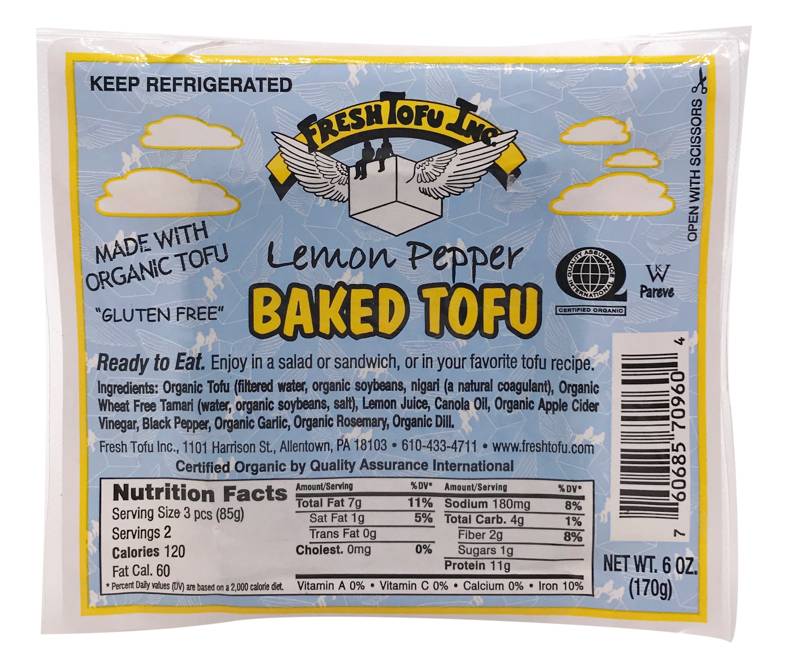 KEEP REFRIGERATED
FRESH TOFU INC.
OPEN WITH SCISSORS
MADE WITH
ORGANIC TOFU
"GLUTEN FREE"
Lemon Pepper
BAKED TOFU
QUALITY ASSURANCE
INTERNATIONAL
CERTIFIED ORGANIC
W
Pareve
Ready to Eat. Enjoy in a salad or sandwich, or in your favorite tofu recipe.
Ingredients: Organic Tofu (filtered water, organic soybeans, nigari (a natural coagulant), Organic
Wheat Free Tamari (water, organic soybeans, salt), Lemon Juice, Canola Oil, Organic Apple Cider
Vinegar, Black Pepper, Organic Garlic, Organic Rosemary, Organic Dill.
Fresh Tofu Inc., 1101 Harrison St., Allentown, PA 18103 • 610-433-4711 • www.freshtofu.com
Certified Organic by Quality Assurance International
Nutrition Facts
Serving Size 3 pcs (85g)
Servings 2
Calories 120
Fat Cal. 60
* Percent Daily values (DV) are based on a 2,000 calorie diet.
Amount/Serving %DV*
Total Fat 7g 11%
Sat Fat 1g 5%
Trans Fat 0g
Cholest. 0mg 0%
Amount/Serving %DV*
Sodium 180mg 8%
Total Carb. 4g 1%
Fiber 2g 8%
Sugars 1g
Protein 11g
Vitamin A 0% • Vitamin C 0% • Calcium 0% • Iron 10%
7 60685 70960 4
NET WT. 6 OZ.
(170g)